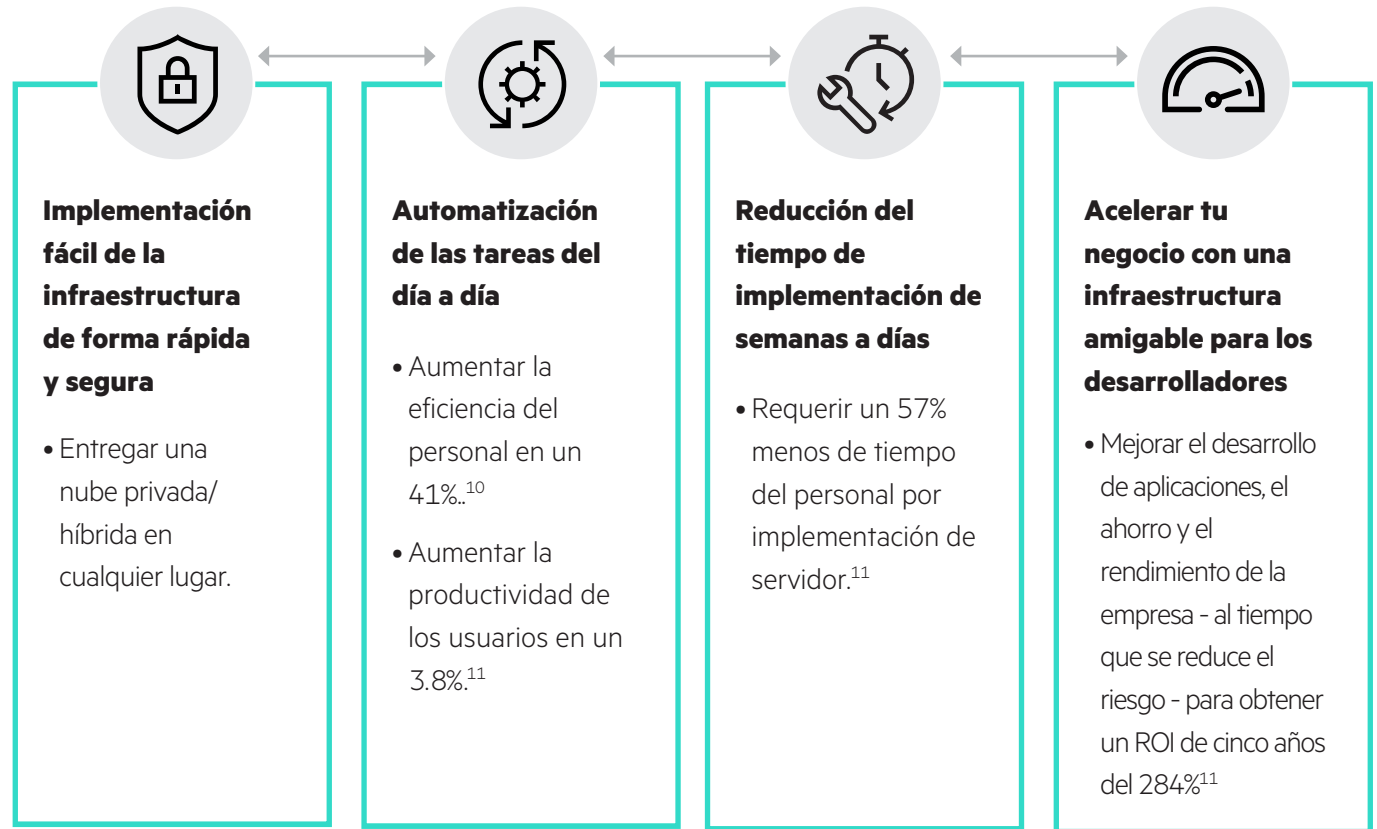 Implementación
fácil de la
infraestructura
de forma rápida
y segura
• Entregar una
nube privada/
híbrida en
cualquier lugar.
Automatización
de las tareas del
día a día
• Aumentar la
eficiencia del
personal en un
41%..10
• Aumentar la
productividad de
los usuarios en un
3.8%.11
Reducción del
tiempo de
implementación de
semanas a días
• Requerir un 57%
menos de tiempo
del personal por
implementación de
servidor.11
Acelerar tu
negocio con una
infraestructura
amigable para los
desarrolladores
• Mejorar el desarrollo
de aplicaciones, el
ahorro y el
rendimiento de la
empresa - al tiempo
que se reduce el
riesgo - para obtener
un ROI de cinco años
del 284%11